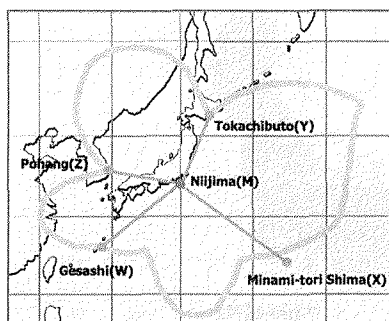 Tokachibuto(Y)
Pohang(Z)
Niijima(M)
Gesashi(W)
Minami-tori Shima(X)